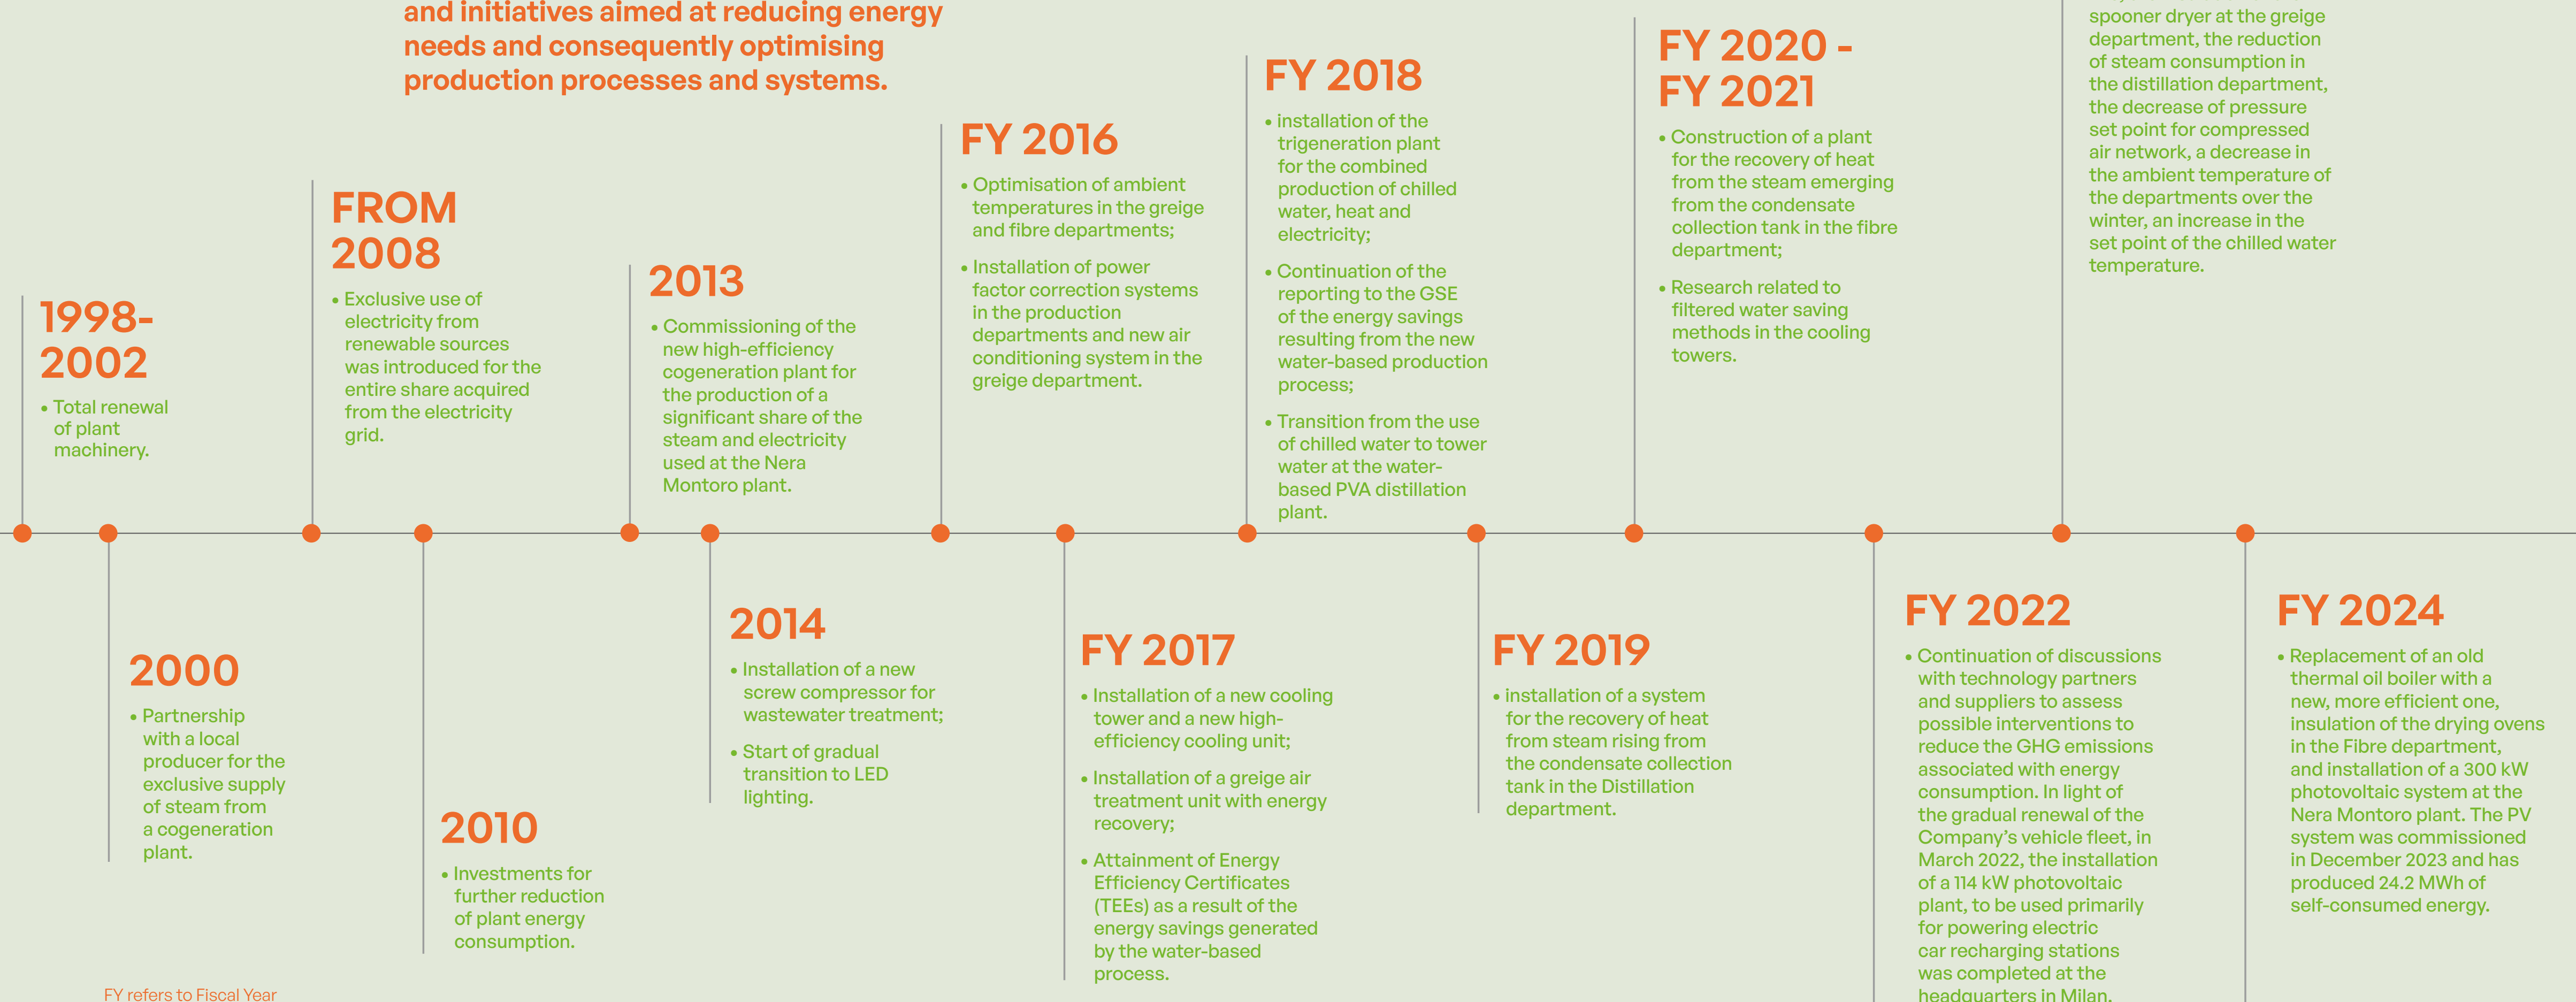 and initiatives aimed at reducing energy
needs and consequently optimising
production processes and systems.
1998-
2002
• Total renewal
of plant
machinery.
2000
• Partnership
with a local
producer for the
exclusive supply
of steam from
a cogeneration
plant.
FROM
2008
• Exclusive use of
electricity from
renewable sources
was introduced for the
entire share acquired
from the electricity
grid.
2010
• Investments for
further reduction
of plant energy
consumption.
2013
• Commissioning of the
new high-efficiency
cogeneration plant for
the production of a
significant share of the
steam and electricity
used at the Nera
Montoro plant.
2014
• Installation of a new
screw compressor for
wastewater treatment;
• Start of gradual
transition to LED
lighting.
FY 2016
• Optimisation of ambient
temperatures in the greige
and fibre departments;
• Installation of power
factor correction systems
in the production
departments and new air
conditioning system in the
greige department.
FY 2017
• Installation of a new cooling
tower and a new high-
efficiency cooling unit;
• Installation of a greige air
treatment unit with energy
recovery;
• Attainment of Energy
Efficiency Certificates
(TEEs) as a result of the
energy savings generated
by the water-based
process.
FY 2018
• installation of the
trigeneration plant
for the combined
production of chilled
water, heat and
electricity;
• Continuation of the
reporting to the GSE
of the energy savings
resulting from the new
water-based production
process;
• Transition from the use
of chilled water to tower
water at the water-
based PVA distillation
plant.
FY 2019
• installation of a system
for the recovery of heat
from steam rising from
the condensate collection
tank in the Distillation
department.
FY 2020 -
FY 2021
• Construction of a plant
for the recovery of heat
from the steam emerging
from the condensate
collection tank in the fibre
department;
• Research related to
filtered water saving
methods in the cooling
towers.
FY 2022
• Continuation of discussions
with technology partners
and suppliers to assess
possible interventions to
reduce the GHG emissions
associated with energy
consumption. In light of
the gradual renewal of the
Company's vehicle fleet, in
March 2022, the installation
of a 114 kW photovoltaic
plant, to be used primarily
for powering electric
car recharging stations
was completed at the
headquarters in Milan.
spooner dryer at the greige
department, the reduction
of steam consumption in
the distillation department,
the decrease of pressure
set point for compressed
air network, a decrease in
the ambient temperature of
the departments over the
winter, an increase in the
set point of the chilled water
temperature.
FY 2024
• Replacement of an old
thermal oil boiler with a
new, more efficient one,
insulation of the drying ovens
in the Fibre department,
and installation of a 300 kW
photovoltaic system at the
Nera Montoro plant. The PV
system was commissioned
in December 2023 and has
produced 24.2 MWh of
self-consumed energy.
FY refers to Fiscal Year